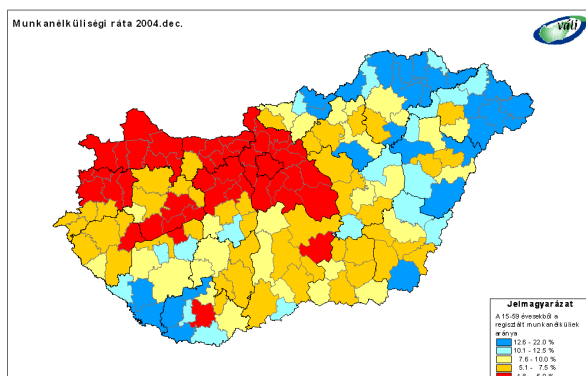 Munkanélküliségi ráta 2004.dec.
váti
Jelmagyarázat
A 15-59 évesekből a
regisztált munkanélküliek
aránya
12.6 - 22.0 %
10.1 - 12.5 %
7.6 - 10.0 %
5.1 - 7.5 %